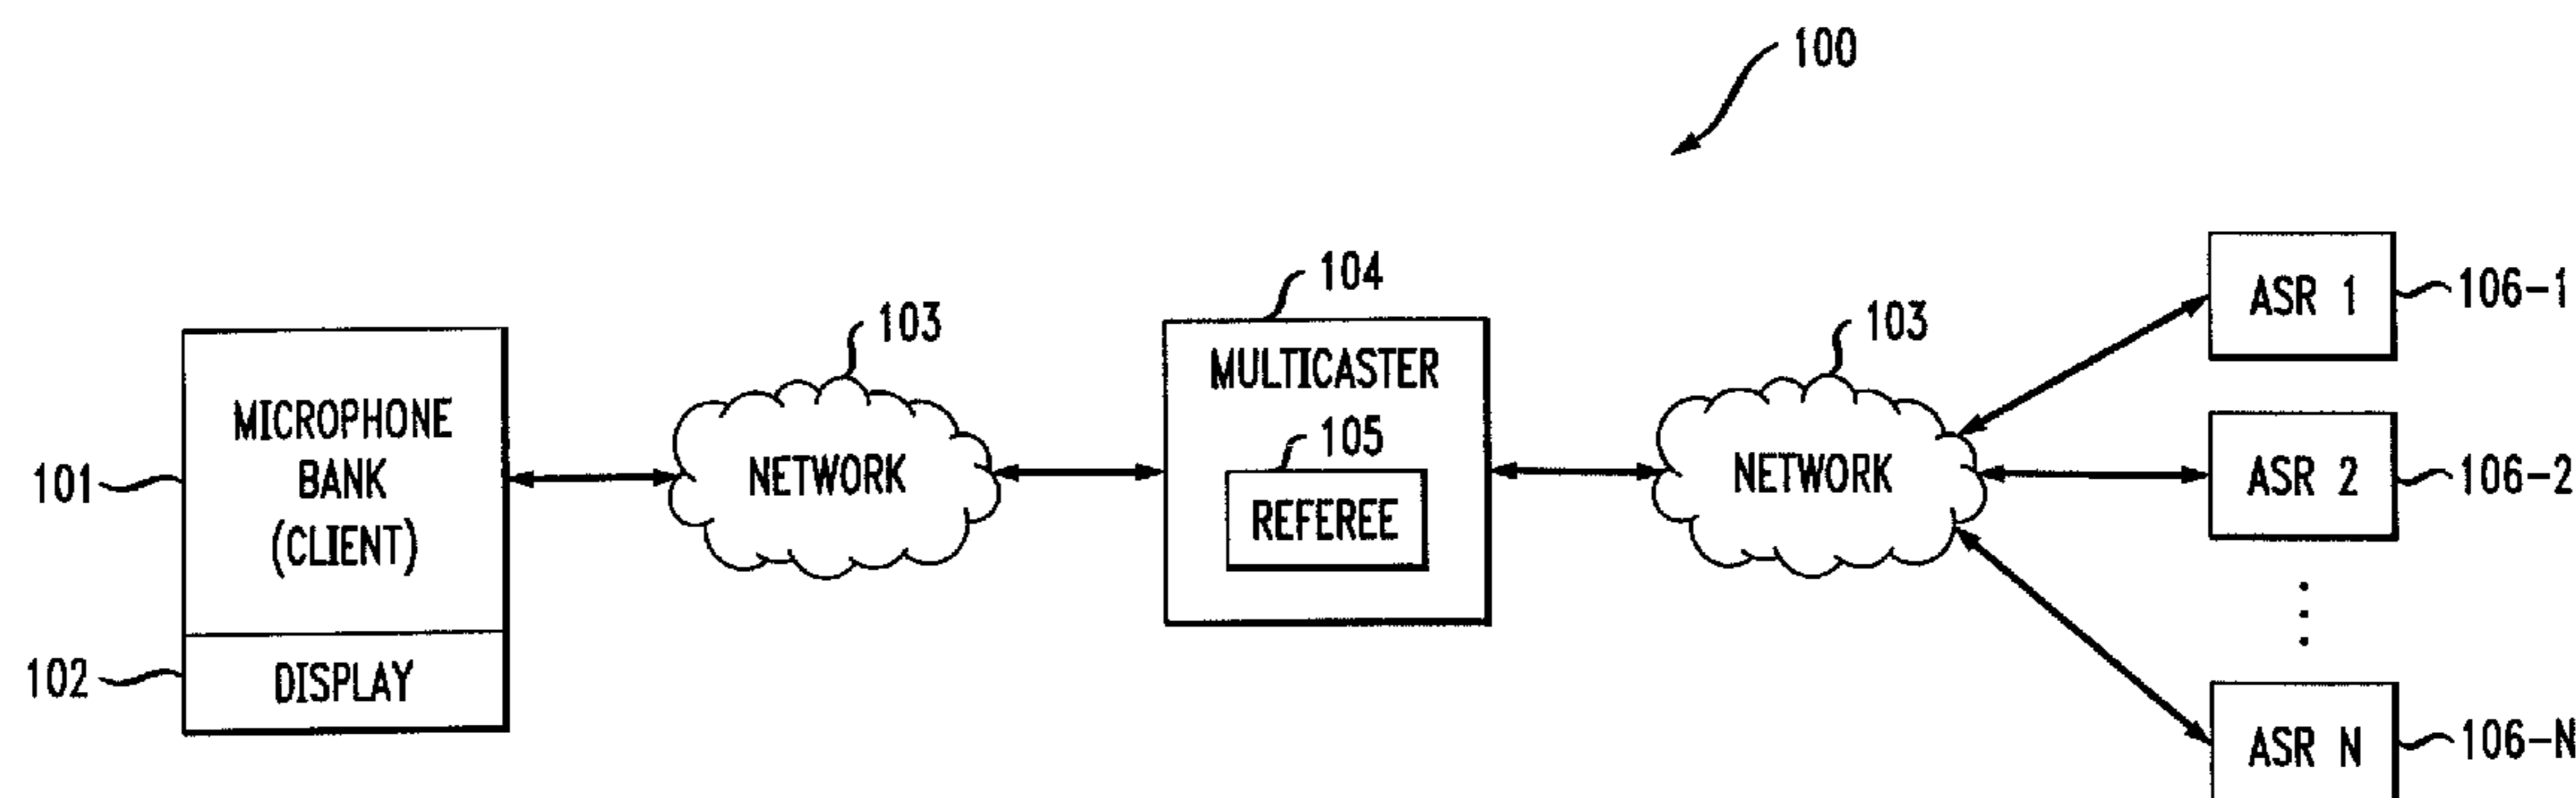 100
101
MICROPHONE
BANK
(CLIENT)
102
DISPLAY
103
NETWORK
104
MULTICASTER
105
REFEREE
103
NETWORK
ASR 1
106-1
ASR 2
106-2
ASR N
106-N